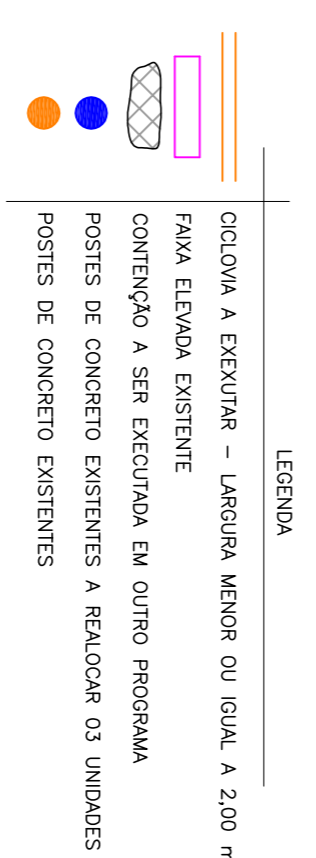 LEGENDA
CICLOVIA A EXEXUTAR – LARGURA MENOR OU IGUAL A 2,00
FAIXA ELEVADA EXISTENTE
CONTENÇÃO A SER EXECUTADA EM OUTRO PROGRAMA
POSTES DE CONCRETO EXISTENTES A REALOCAR 03 UNIDADES
POSTES DE CONCRETO EXISTENTES